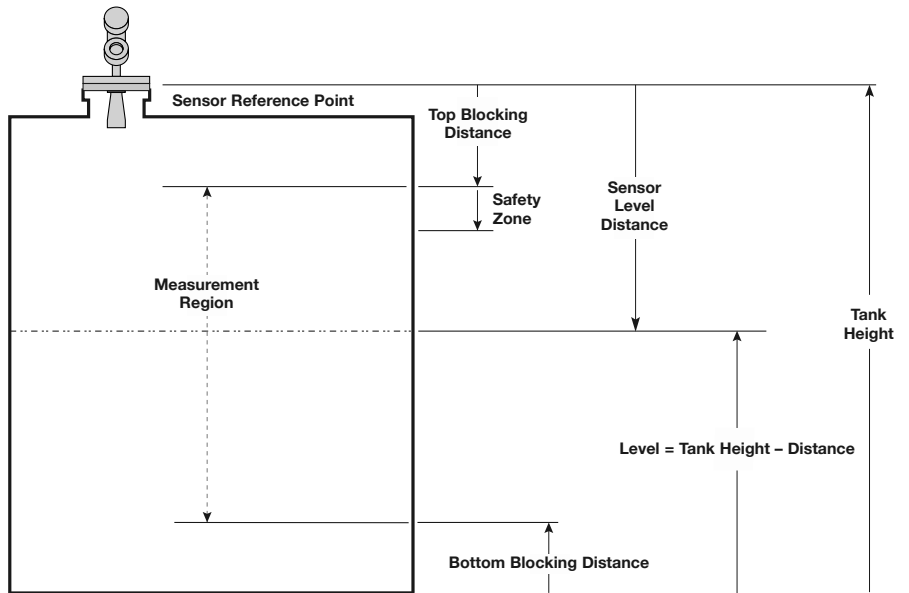 Sensor Reference Point
Top Blocking
Distance
Safety
Zone
Sensor
Level
Distance
Measurement
Region
Tank
Height
Level = Tank Height – Distance
Bottom Blocking Distance